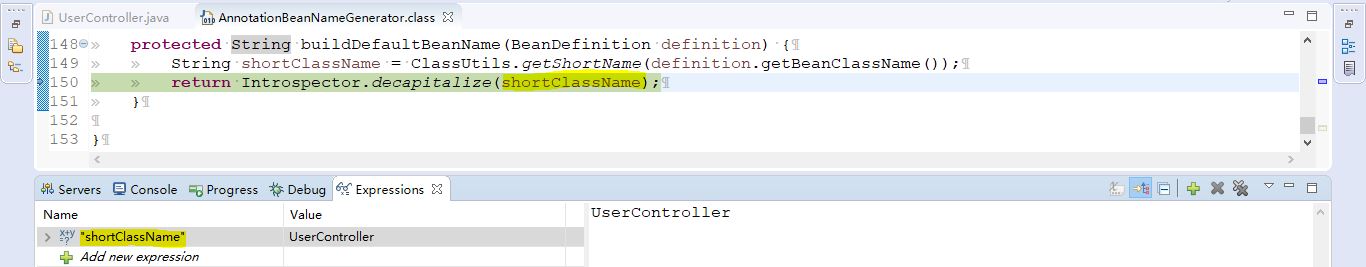 UserController.java AnnotationBeanNameGenerator.class
148 » protected String buildDefaultBeanName(BeanDefinition definition) {¶
149 » » String shortClassName = ClassUtils.getShortName(definition.getBeanClassName());¶
150 » » return Introspector.decapitalize(shortClassName);¶
151 » }¶
152 ¶
153 }¶
Servers Console Progress Debug Expressions
Name Value
"shortClassName" UserController
Add new expression
UserController